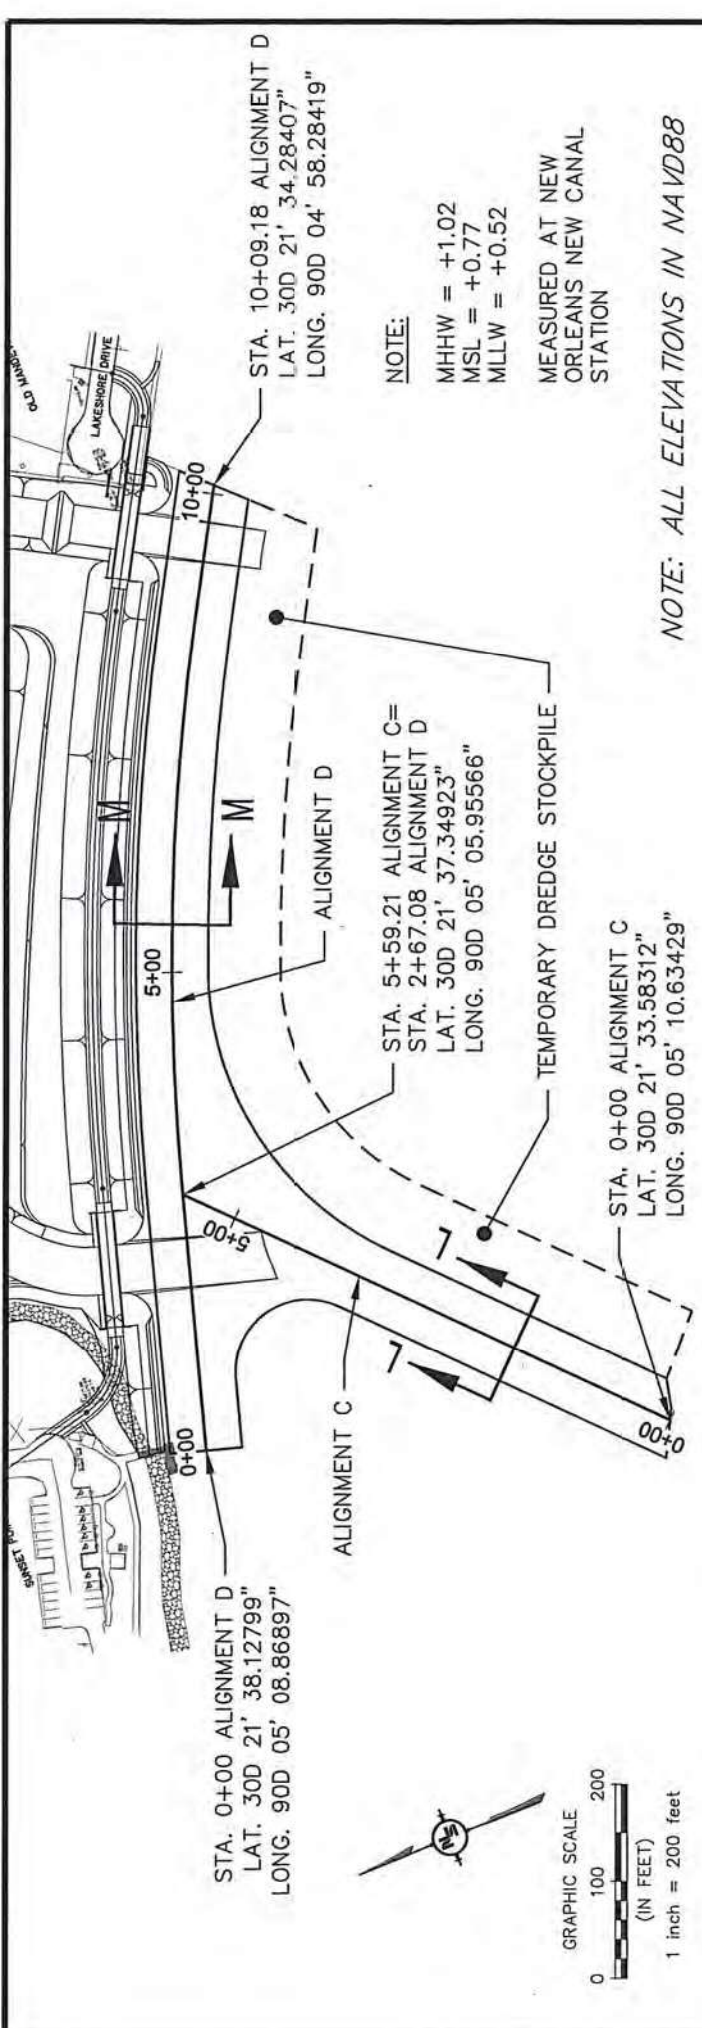 OLD MANDE
LAKESHORE DRIVE
STA. 10+09.18 ALIGNMENT D
LAT. 30D 21' 34.28407"
LONG. 90D 04' 58.28419"
10+00
NOTE:
MHHW = +1.02
MSL = +0.77
MLLW = +0.52
MEASURED AT NEW
ORLEANS NEW CANAL
STATION
NOTE: ALL ELEVATIONS IN NAVD88
M
M
5+00
ALIGNMENT D
STA. 5+59.21 ALIGNMENT C=
STA. 2+67.08 ALIGNMENT D
LAT. 30D 21' 37.34923"
LONG. 90D 05' 05.95566"
TEMPORARY DREDGE STOCKPILE
5+00
L
L
ALIGNMENT C
STA. 0+00 ALIGNMENT C
LAT. 30D 21' 33.58312"
LONG. 90D 05' 10.63429"
0+00
0+00
SUNSET POI
STA. 0+00 ALIGNMENT D
LAT. 30D 21' 38.12799"
LONG. 90D 05' 08.86897"
GRAPHIC SCALE
0 100 200
(IN FEET)
1 inch = 200 feet